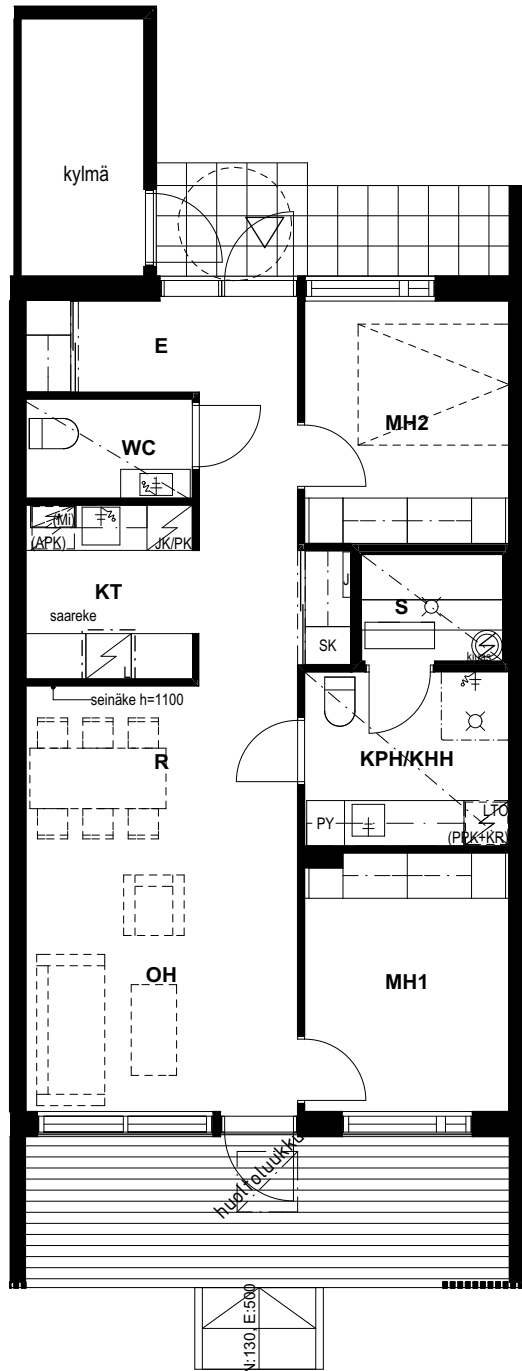 kylmä
E
MH2
WC
(Mi)
(APK)
JK/PK
KT
saareke
L
J
SK
S
kiuas
seinäke h=1100
R
KPH/KHH
PY
LTO
(PPK+KR)
OH
MH1
huoltoluukku
N:130, E:500